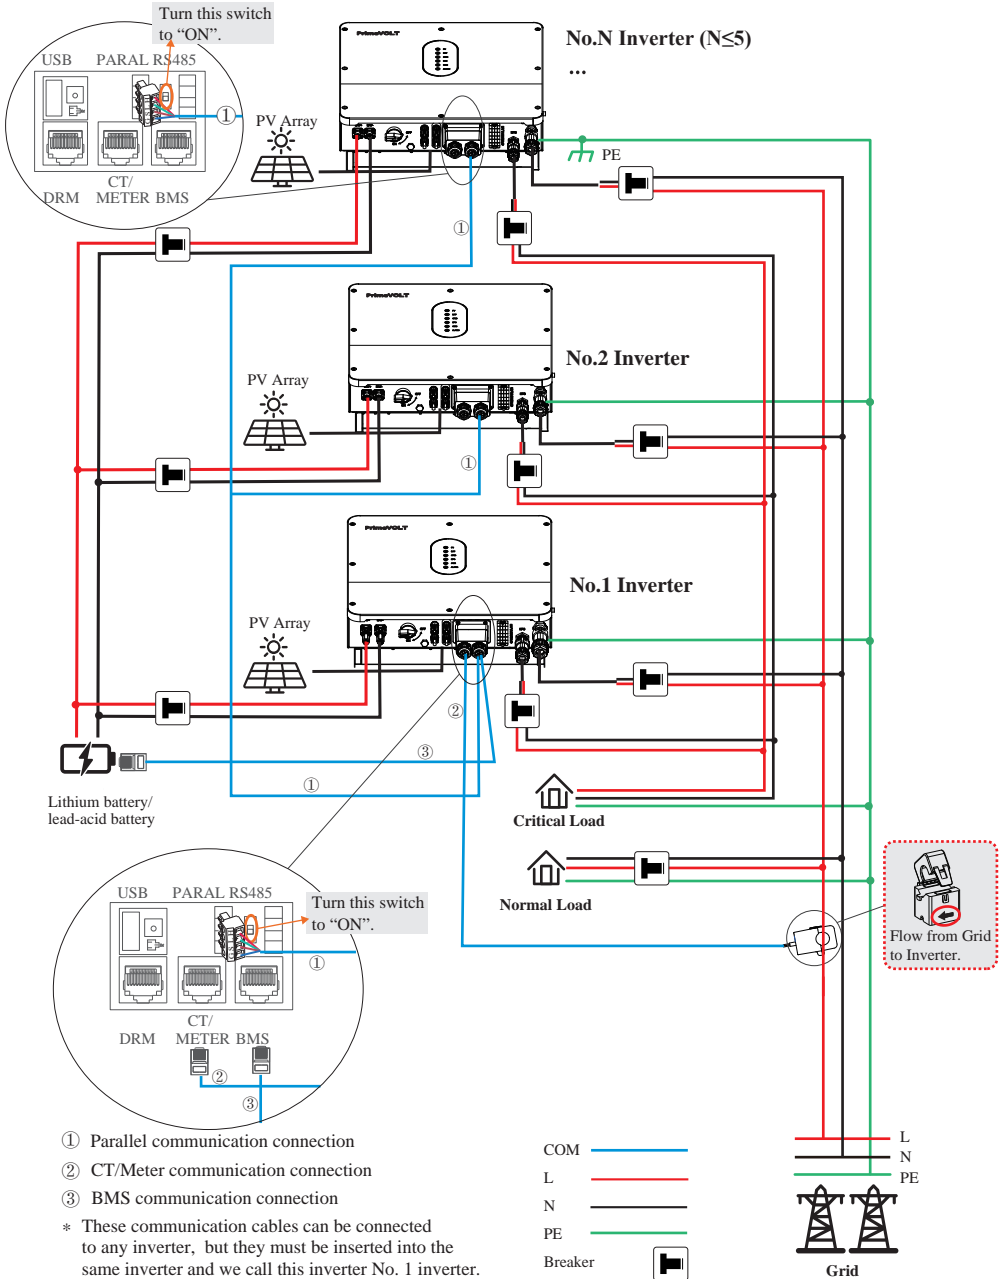 Turn this switch
to “ON”.
USB
PARAL RS485
①
DRM
CT/
METER BMS
PrimeVOLT
No.N Inverter (N≤5)
...
PV Array
PE
①
PrimeVOLT
No.2 Inverter
PV Array
①
PrimeVOLT
No.1 Inverter
PV Array
②
③
①
Lithium battery/
lead-acid battery
Critical Load
Normal Load
Flow from Grid
to Inverter.
USB
PARAL RS485
Turn this switch
to “ON”.
①
DRM
CT/
METER BMS
②
③
① Parallel communication connection
② CT/Meter communication connection
③ BMS communication connection
* These communication cables can be connected
to any inverter, but they must be inserted into the
same inverter and we call this inverter No. 1 inverter.
COM
L
N
PE
Breaker
L
N
PE
Grid